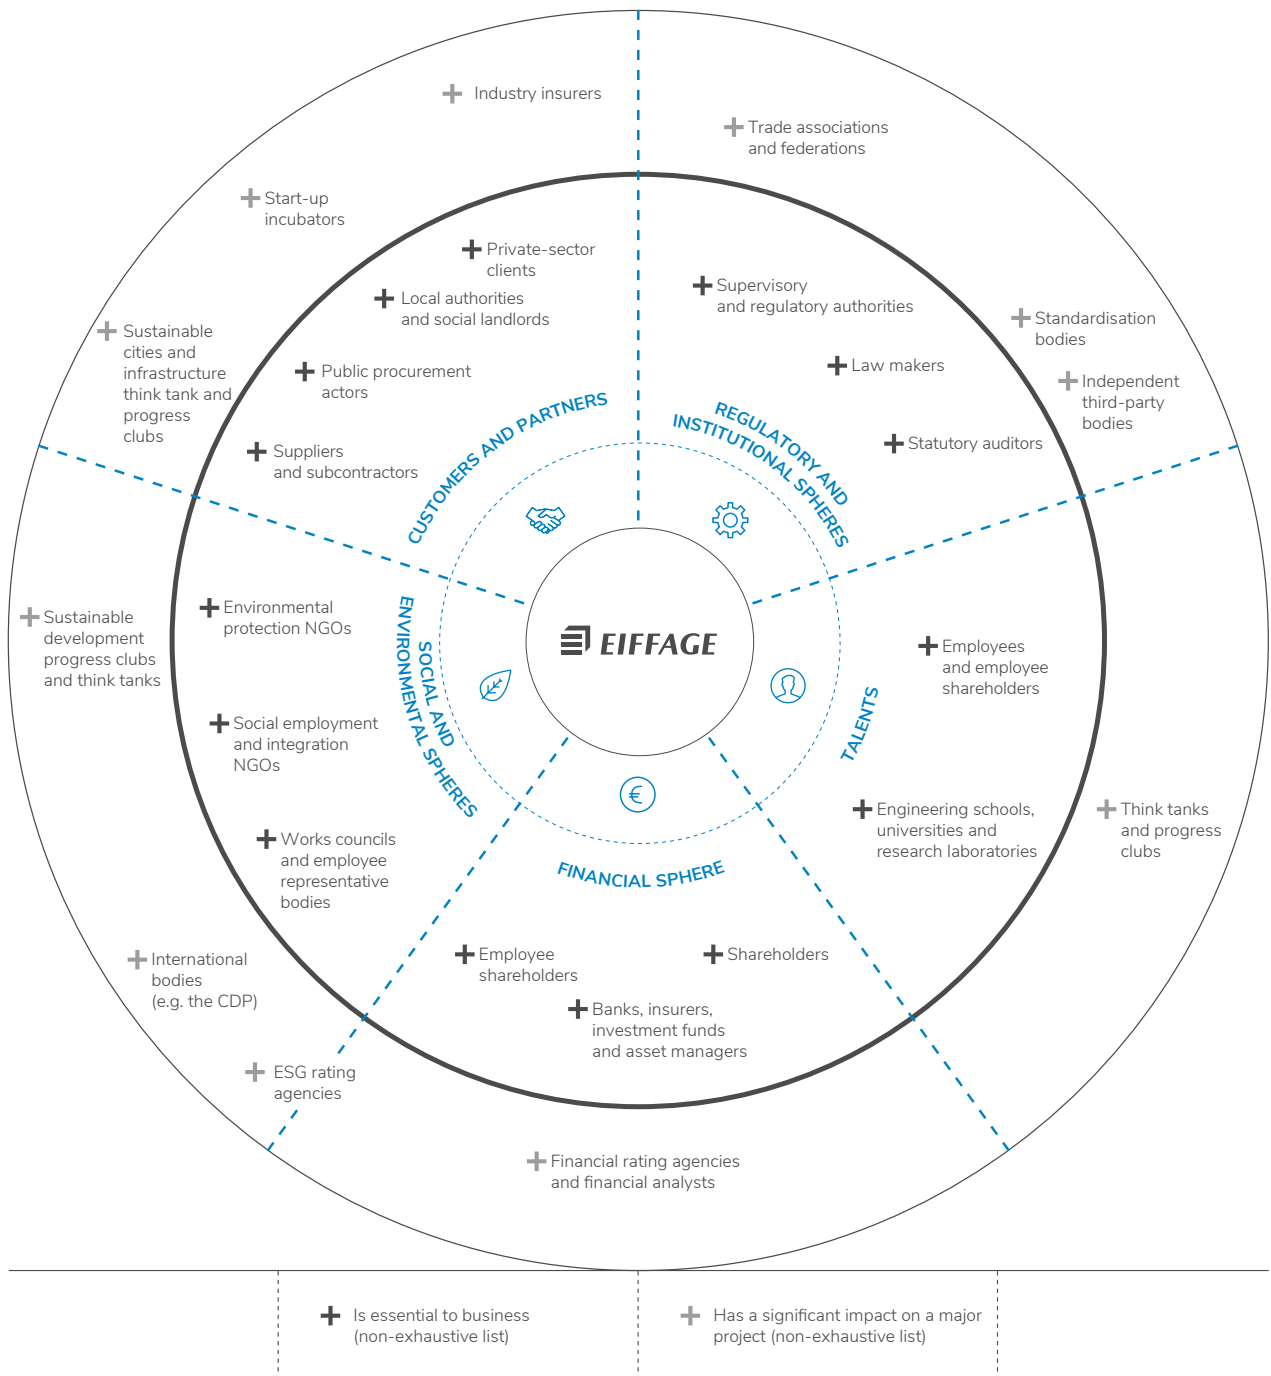 Industry insurers
Trade associations
and federations
Start-up
incubators
Private-sector
clients
Local authorities
and social landlords
Supervisory
and regulatory authorities
Sustainable
cities and
infrastructure
think tank and
progress
clubs
Standardisation
bodies
Public procurement
actors
Law makers
Independent
third-party
bodies
Suppliers
and subcontractors
Statutory auditors
CUSTOMERS AND PARTNERS
REGULATORY AND
INSTITUTIONAL SPHERES
Sustainable
development
progress clubs
and think tanks
Environmental
protection NGOs
SOCIAL AND
ENVIRONMENTAL SPHERES
EIFFAGE
Employees
and employee
shareholders
TALENTS
Social employment
and integration
NGOs
€
Engineering schools,
universities and
research laboratories
Think tanks
and progress
clubs
Works councils
and employee
representative
bodies
FINANCIAL SPHERE
International
bodies
(e.g. the CDP)
Employee
shareholders
Shareholders
Banks, insurers,
investment funds
and asset managers
ESG rating
agencies
Financial rating agencies
and financial analysts
Is essential to business
(non-exhaustive list)
Has a significant impact on a major
project (non-exhaustive list)